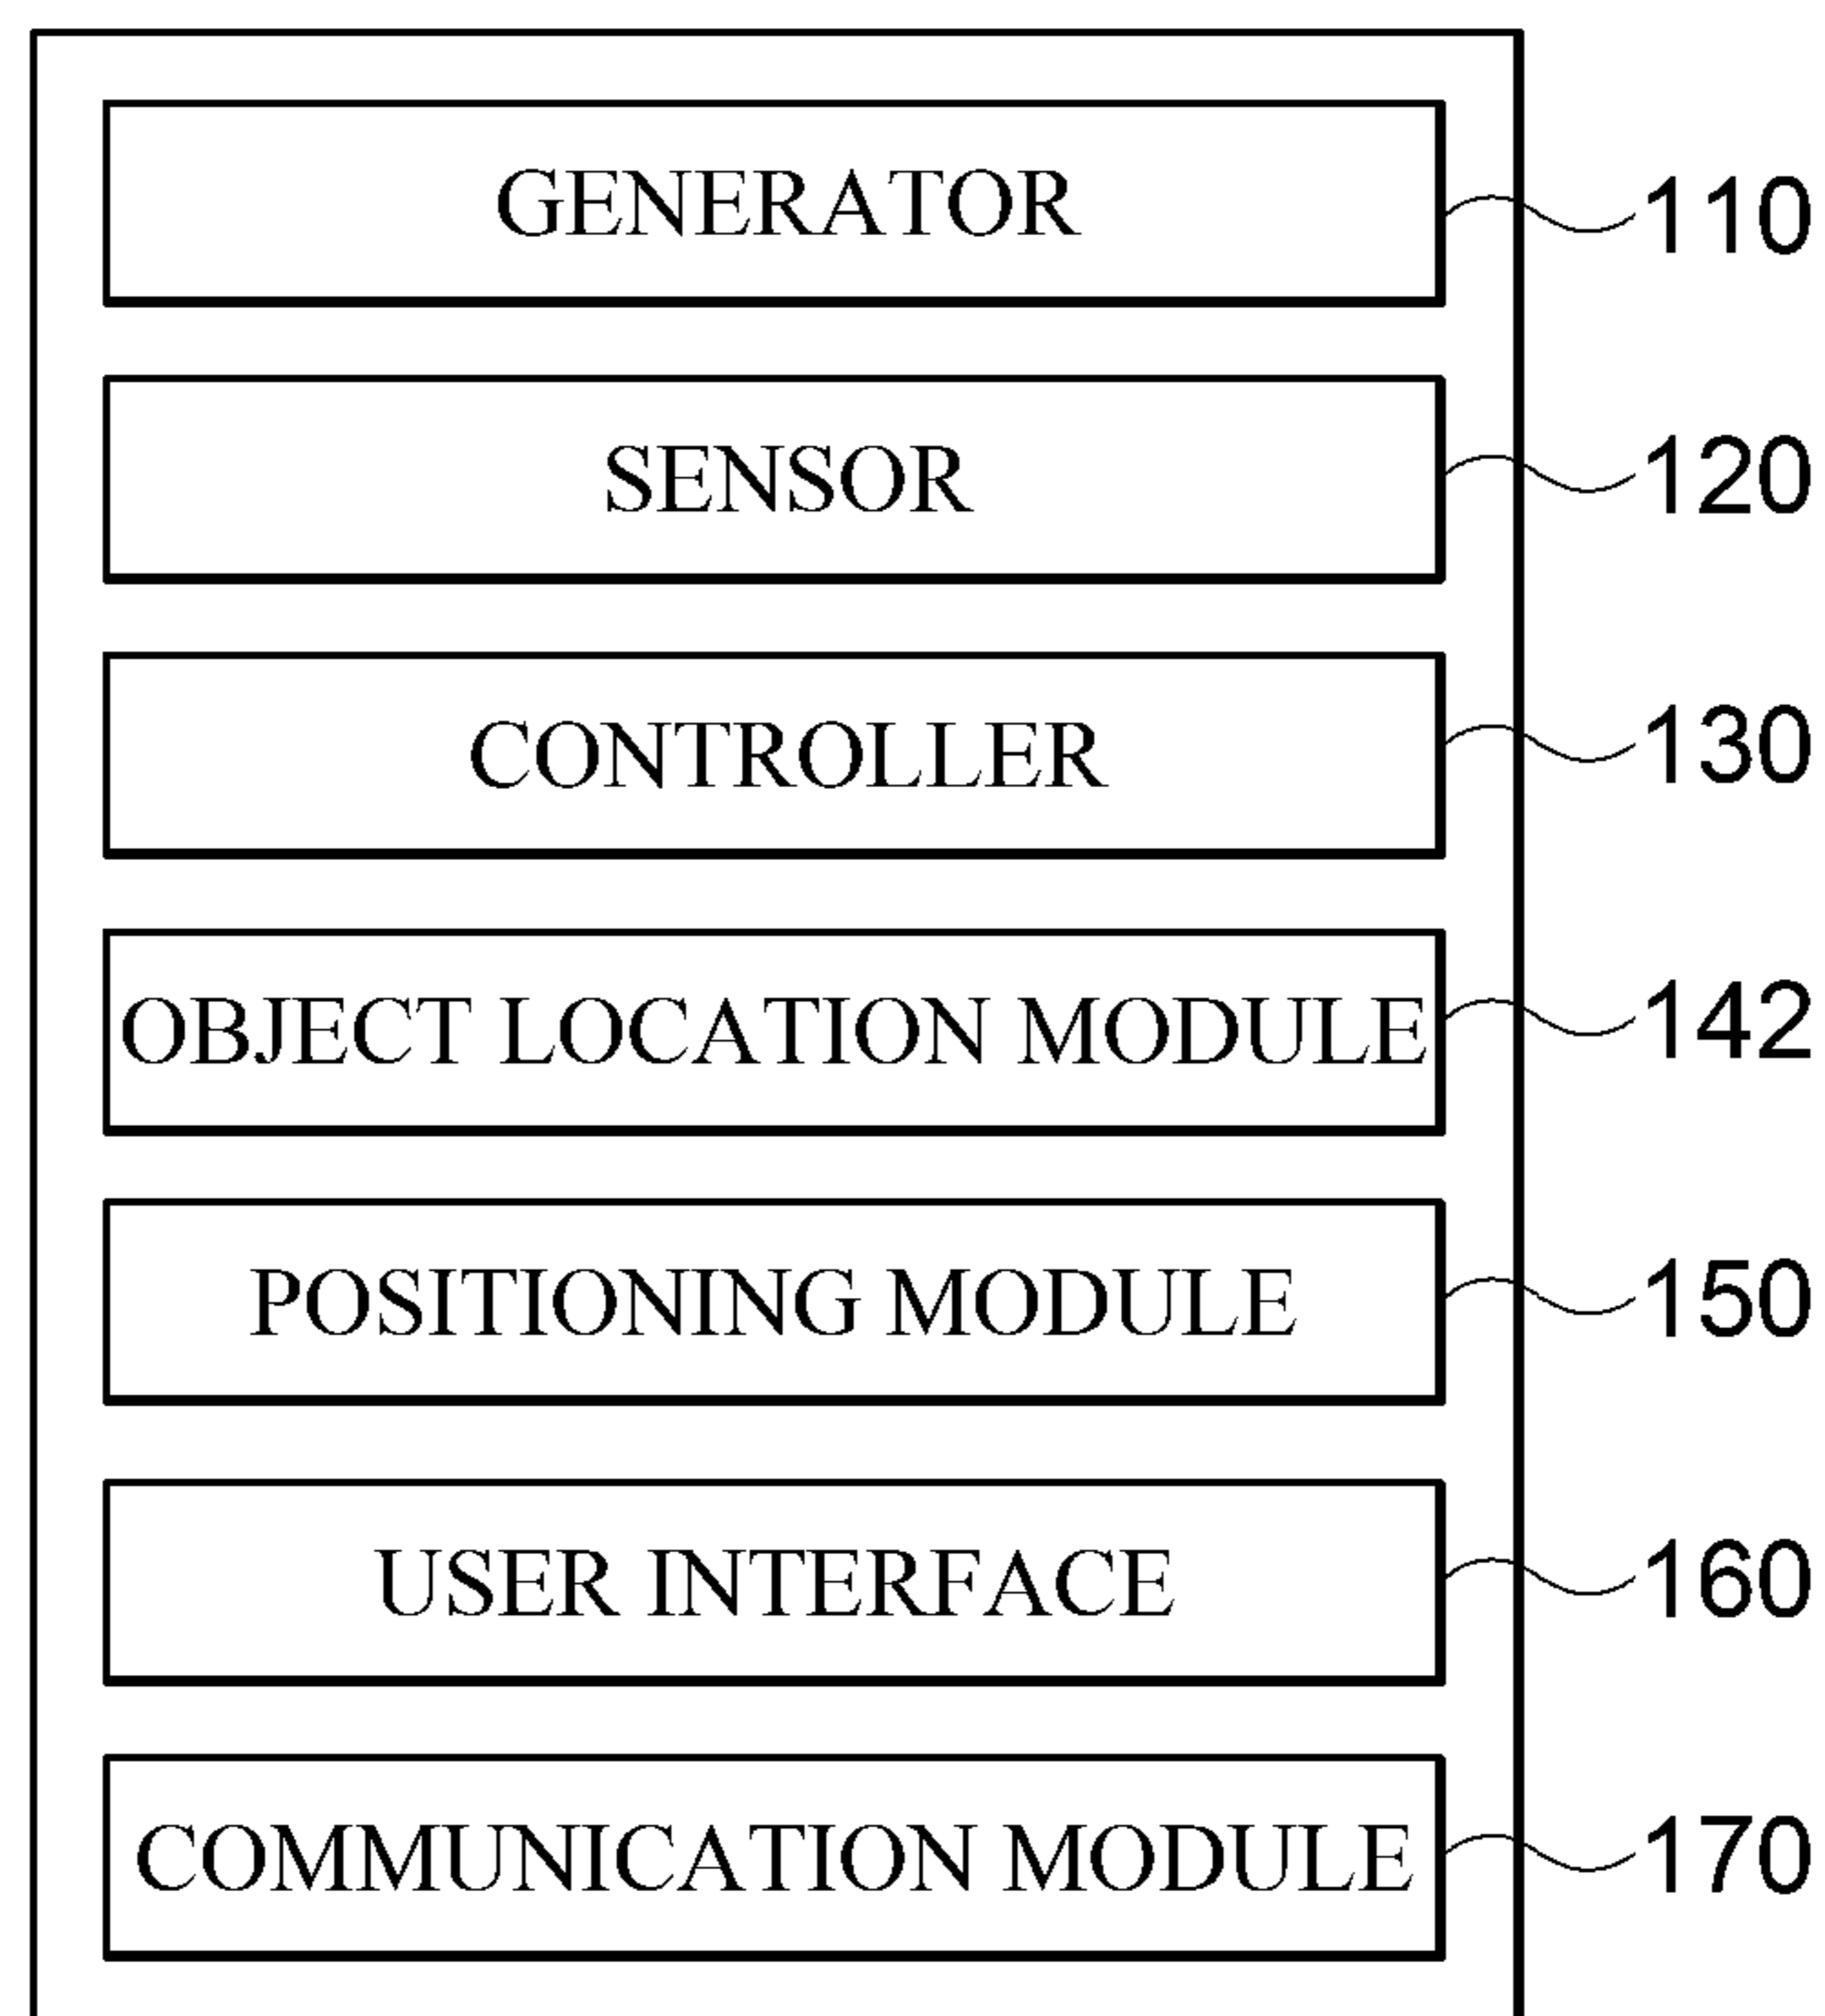 GENERATOR 110
SENSOR 120
CONTROLLER 130
OBJECT LOCATION MODULE 142
POSITIONING MODULE 150
USER INTERFACE 160
COMMUNICATION MODULE 170